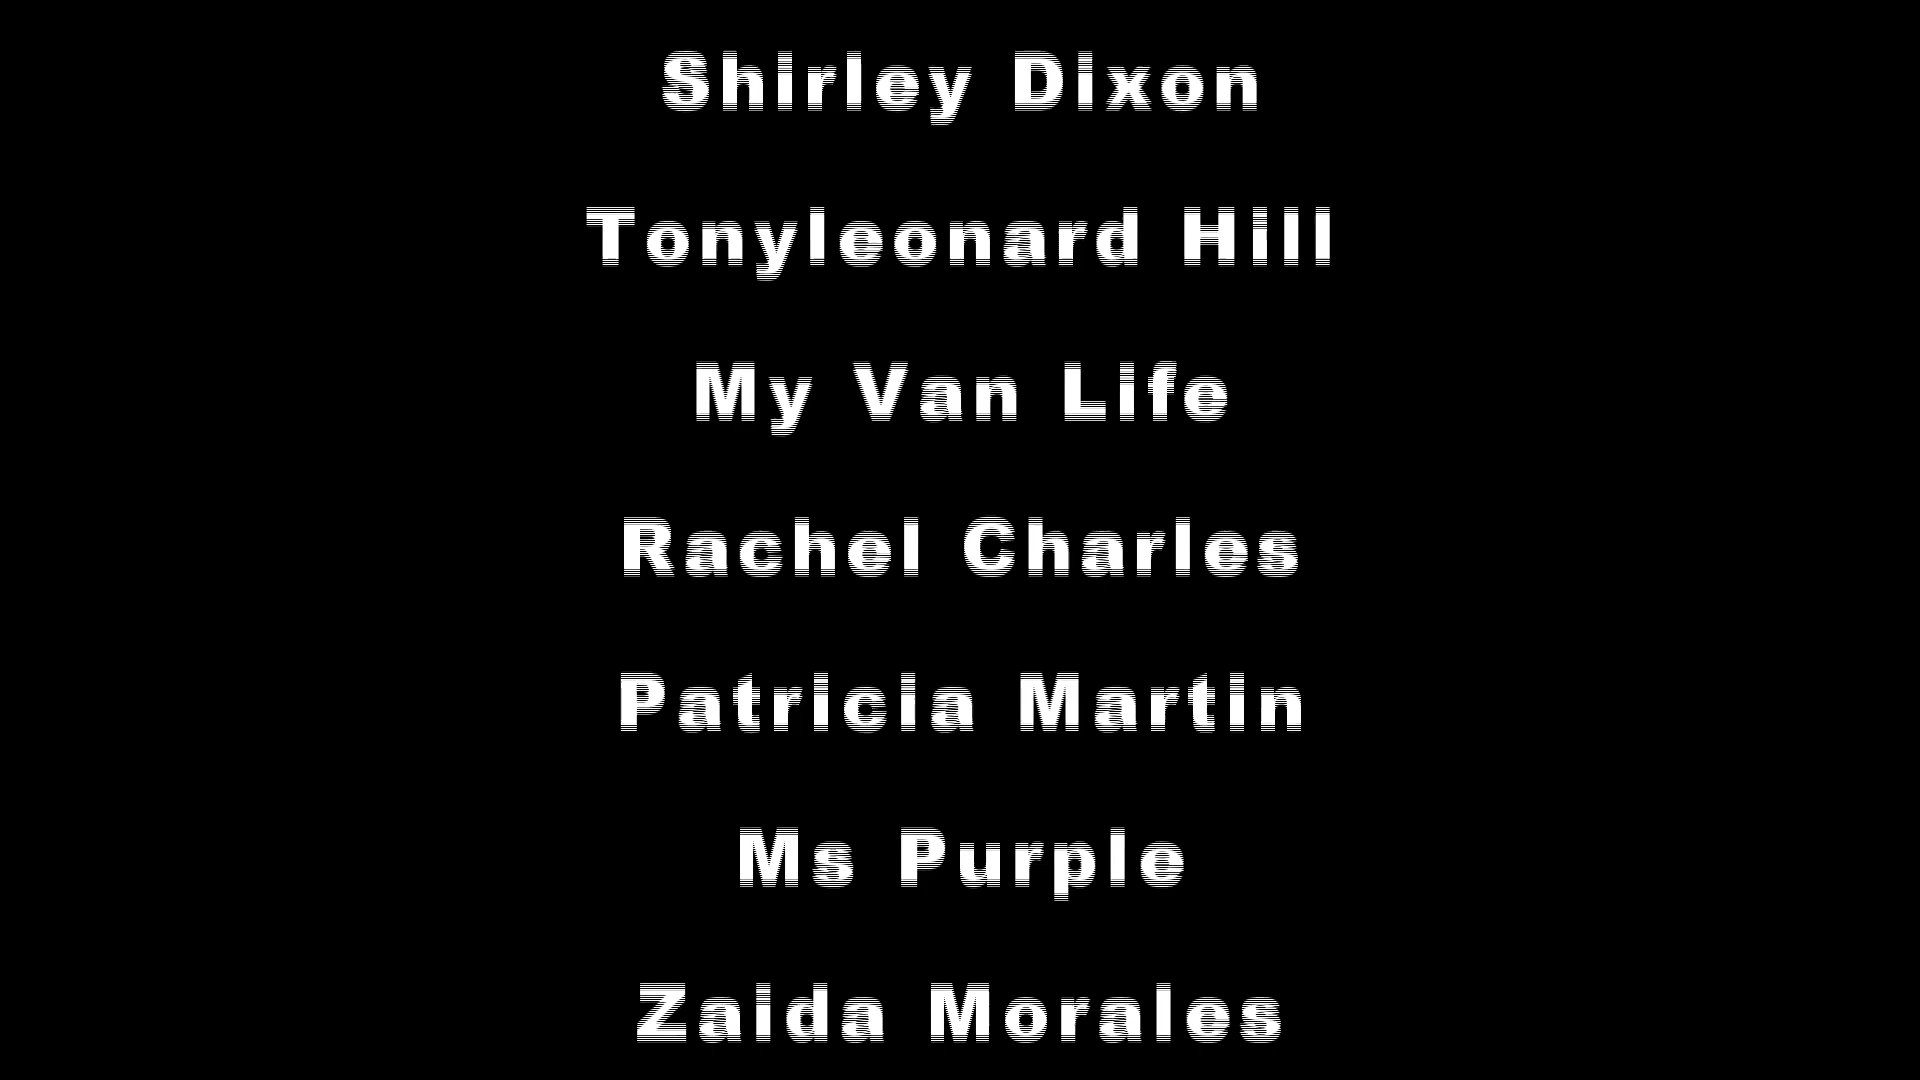 Shirley Dixon
Tonyleonard Hill
My Van Life
Rachel Charles
Patricia Martin
Ms Purple
Zaida Morales